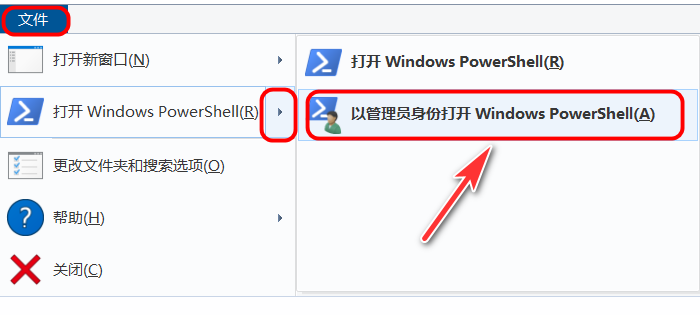 文件
打开新窗口(N)
打开 Windows PowerShell(R)
更改文件夹和搜索选项(O)
帮助(H)
?
关闭(C)
打开 Windows PowerShell(R)
以管理员身份打开 Windows PowerShell(A)